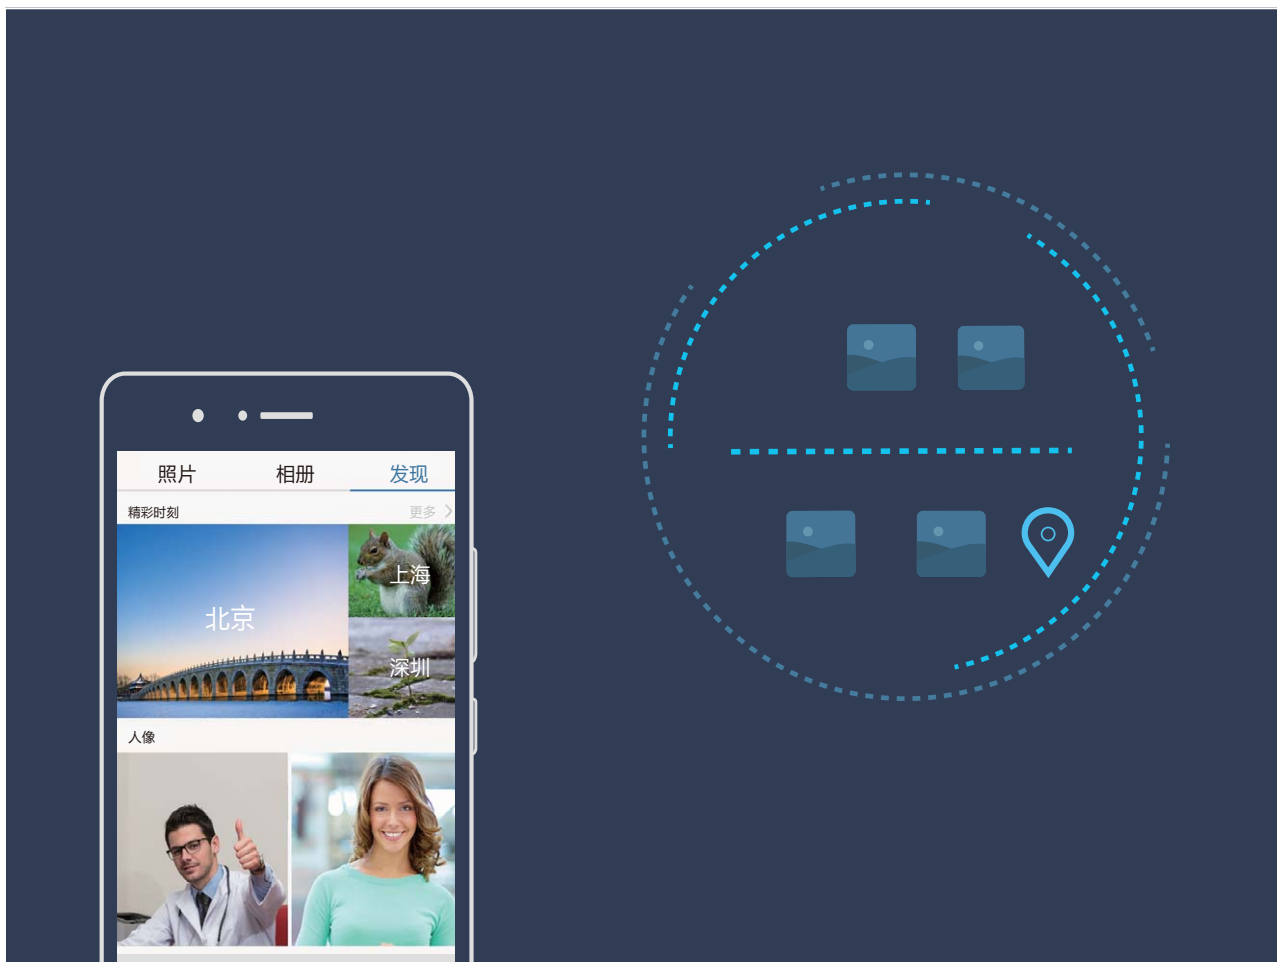 照片 相册 发现
精彩时刻 更多
北京
上海
深圳
人像